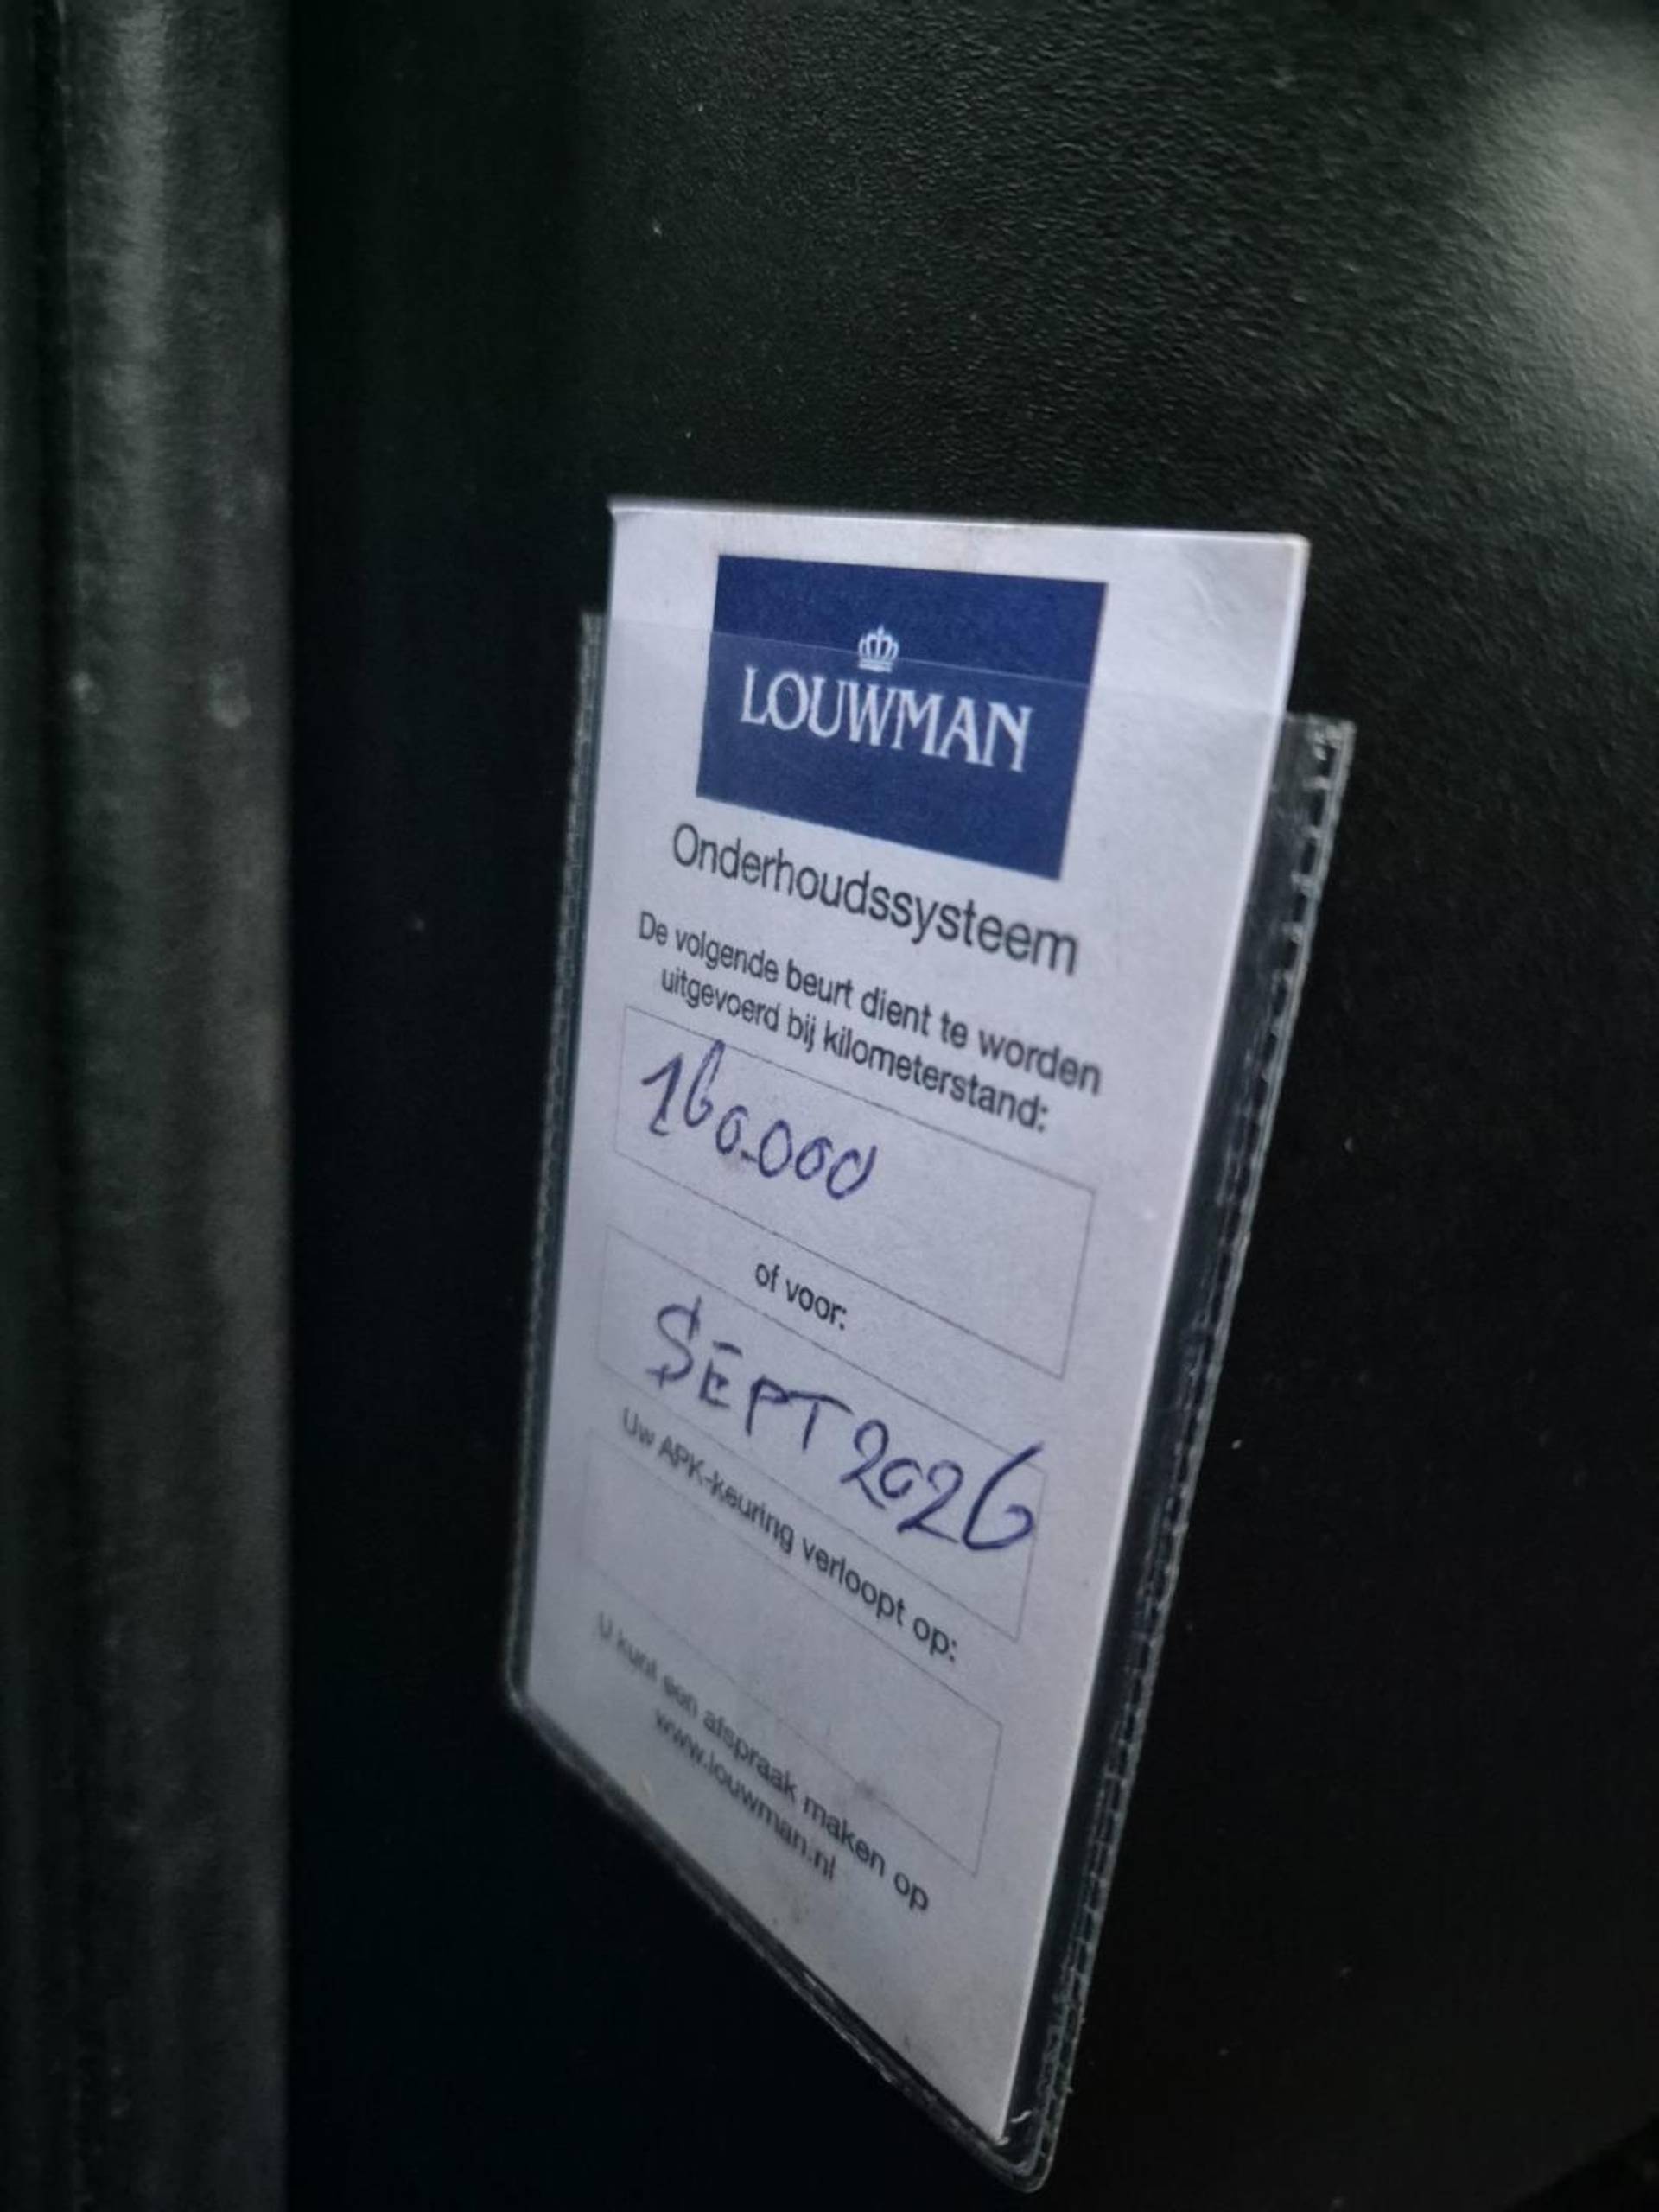 LOUWMAN
Onderhoudssysteem
De volgende beurt dient te worden
uitgevoerd bij kilometerstand:
160.000
of voor:
SEPT 2026
Uw APK-keuring verloopt op:
U kunt een afspraak maken op
www.louwman.nl